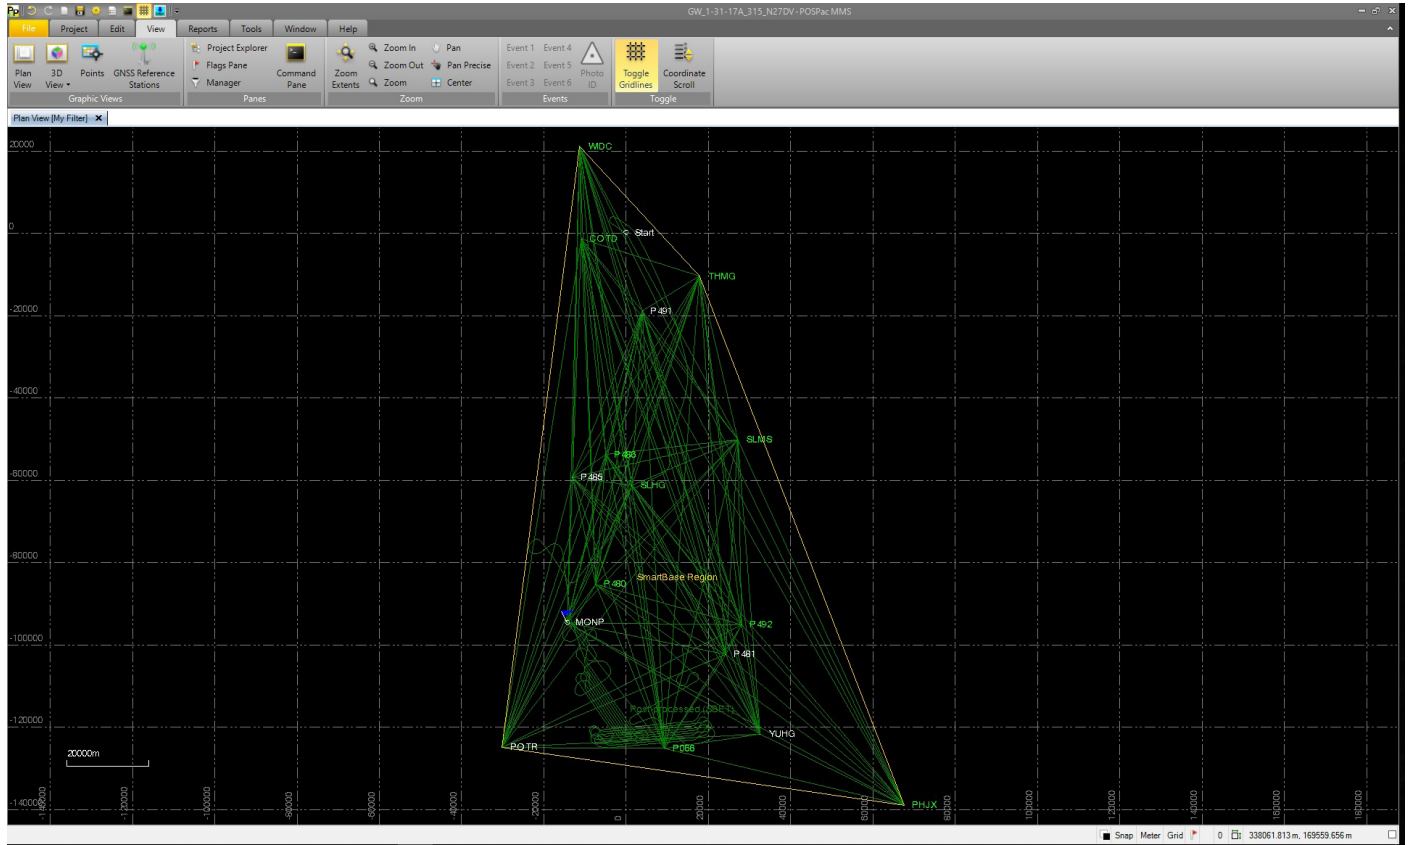 GW_1-31-17A_315_N27DV - POSPac MMS
File Project Edit View Reports Tools Window Help
Plan View
3D View
Points
GNSS Reference Stations
Graphic Views
Project Explorer
Flags Pane
Manager
Command Pane
Panes
Zoom Extents
Zoom In
Zoom Out
Zoom
Pan
Pan Precise
Center
Zoom
Event 1 Event 4
Event 2 Event 5
Event 3 Event 6
Photo ID
Events
Toggle Gridlines
Coordinate Scroll
Toggle
Plan View [My Filter]
20000
WIDC
0
Start
COTD
THMG
-20000
P491
-40000
SLMS
P486
-60000
P485
SLHG
SmartBase Region
P480
MONP
P492
-100000
P481
-120000
YUHG
POTR
P066
20000m
-140000
PHJX
-140000 -120000 -100000 -80000 -60000 -40000 -20000 0 20000 40000 60000 80000 100000 120000 140000 160000 180000
Snap Meter Grid 0 338061.813 m, 169559.656 m